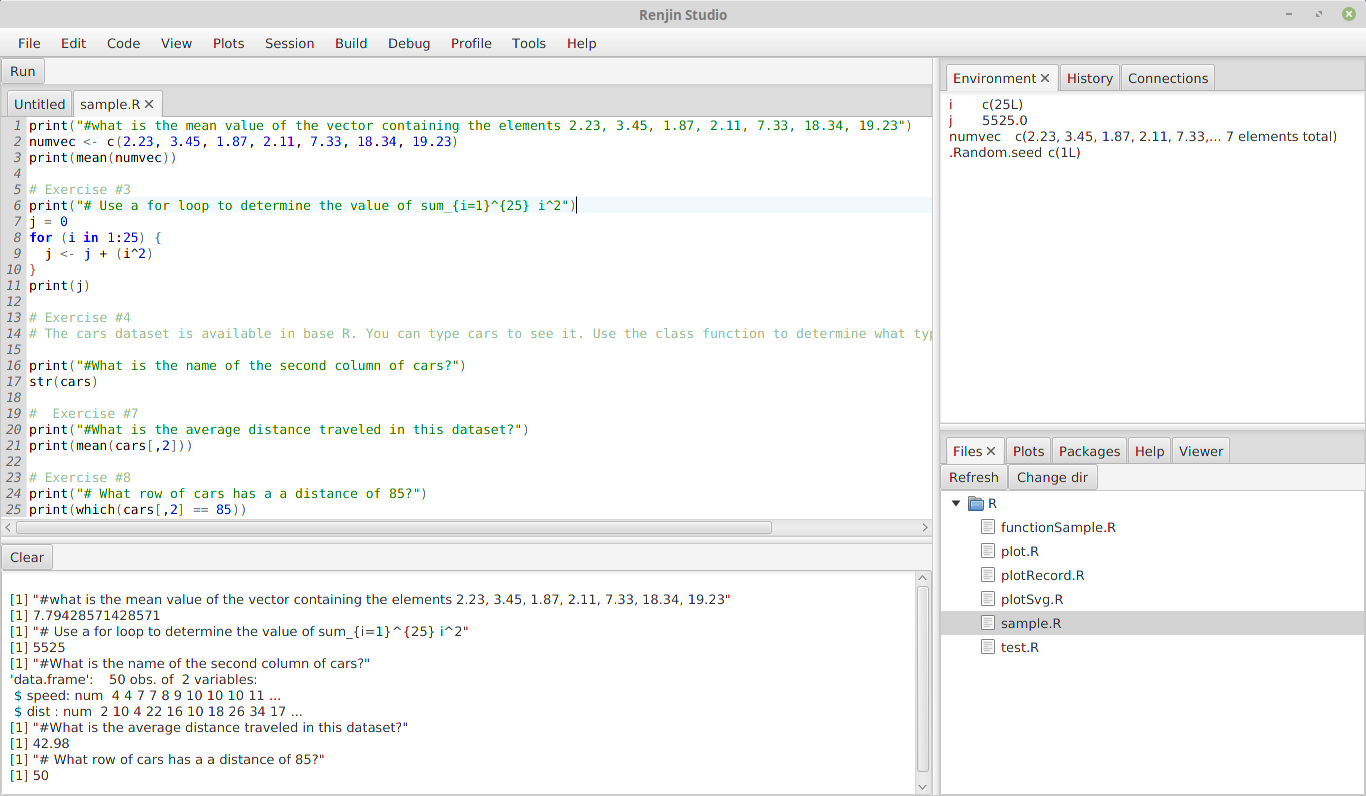 Renjin Studio
File Edit Code View Plots Session Build Debug Profile Tools Help
Run
Untitled sample.R
1 print("#what is the mean value of the vector containing the elements 2.23, 3.45, 1.87, 2.11, 7.33, 18.34, 19.23")
2 numvec <- c(2.23, 3.45, 1.87, 2.11, 7.33, 18.34, 19.23)
3 print(mean(numvec))
4
5 # Exercise #3
6 print("# Use a for loop to determine the value of sum_{i=1}^{25} i^2")
7 j = 0
8 for (i in 1:25) {
9   j <- j + (i^2)
10 }
11 print(j)
12
13 # Exercise #4
14 # The cars dataset is available in base R. You can type cars to see it. Use the class function to determine what typ
15
16 print("#What is the name of the second column of cars?")
17 str(cars)
18
19 #  Exercise #7
20 print("#What is the average distance traveled in this dataset?")
21 print(mean(cars[,2]))
22
23 # Exercise #8
24 print("# What row of cars has a a distance of 85?")
25 print(which(cars[,2] == 85))
Clear
[1] "#what is the mean value of the vector containing the elements 2.23, 3.45, 1.87, 2.11, 7.33, 18.34, 19.23"
[1] 7.79428571428571
[1] "# Use a for loop to determine the value of sum_{i=1}^{25} i^2"
[1] 5525
[1] "#What is the name of the second column of cars?"
'data.frame':    50 obs. of  2 variables:
 $ speed: num  4 4 7 7 8 9 10 10 10 11 ...
 $ dist : num  2 10 4 22 16 10 18 26 34 17 ...
[1] "#What is the average distance traveled in this dataset?"
[1] 42.98
[1] "# What row of cars has a a distance of 85?"
[1] 50
Environment History Connections
i c(25L)
j 5525.0
numvec c(2.23, 3.45, 1.87, 2.11, 7.33,... 7 elements total)
.Random.seed c(1L)
Files Plots Packages Help Viewer
Refresh Change dir
R
functionSample.R
plot.R
plotRecord.R
plotSvg.R
sample.R
test.R